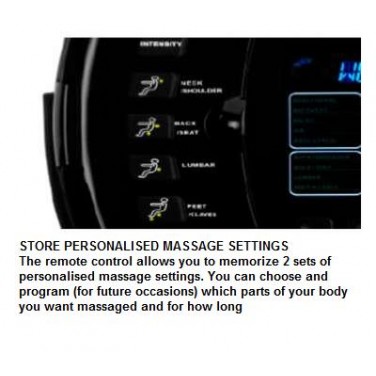 INTENSITY
NECK
/SHOULDER
BACK
/SEAT
LUMBAR
FEET
/CLAVES
STORE PERSONALISED MASSAGE SETTINGS
The remote control allows you to memorize 2 sets of
personalised massage settings. You can choose and
program (for future occasions) which parts of your body
you want massaged and for how long